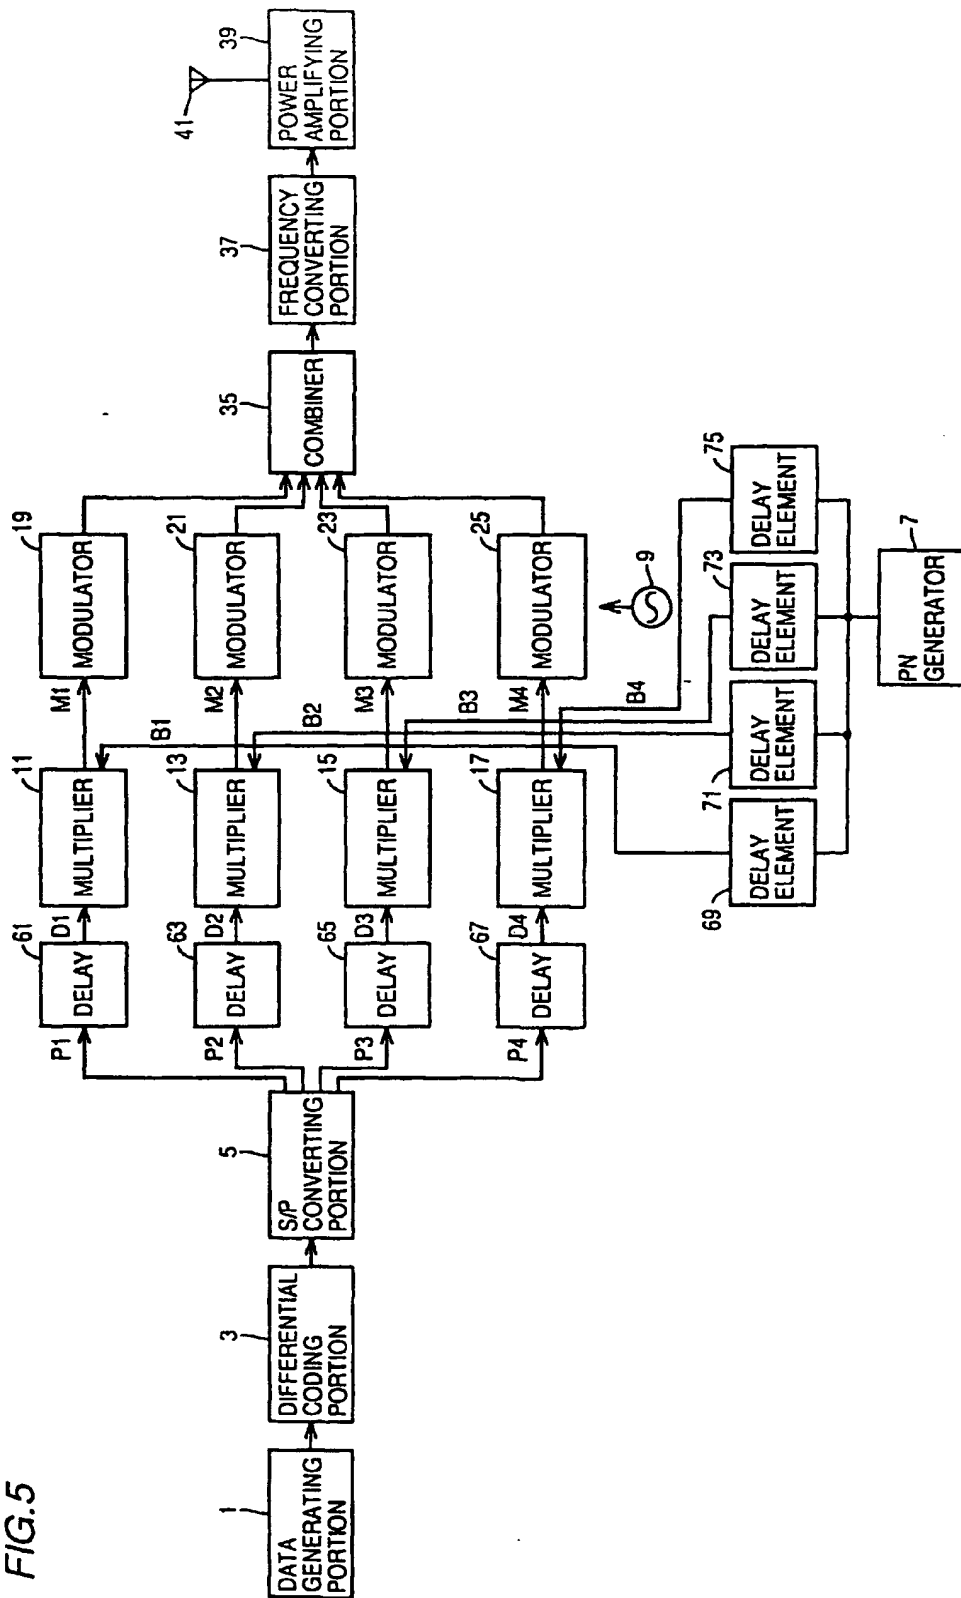 FIG.5
1
DATA
GENERATING
PORTION
3
DIFFERENTIAL
CODING
PORTION
5
S/P
CONVERTING
PORTION
P1
61
DELAY
D1
11
MULTIPLIER
M1
19
MODULATOR
P2
63
DELAY
D2
13
MULTIPLIER
B1
M2
21
MODULATOR
P3
65
DELAY
D3
15
MULTIPLIER
B2
M3
23
MODULATOR
P4
67
DELAY
D4
17
MULTIPLIER
B3
M4
25
MODULATOR
B4
9
35
COMBINER
37
FREQUENCY
CONVERTING
PORTION
39
POWER
AMPLIFYING
PORTION
41
69
DELAY
ELEMENT
71
DELAY
ELEMENT
73
DELAY
ELEMENT
75
DELAY
ELEMENT
7
PN
GENERATOR